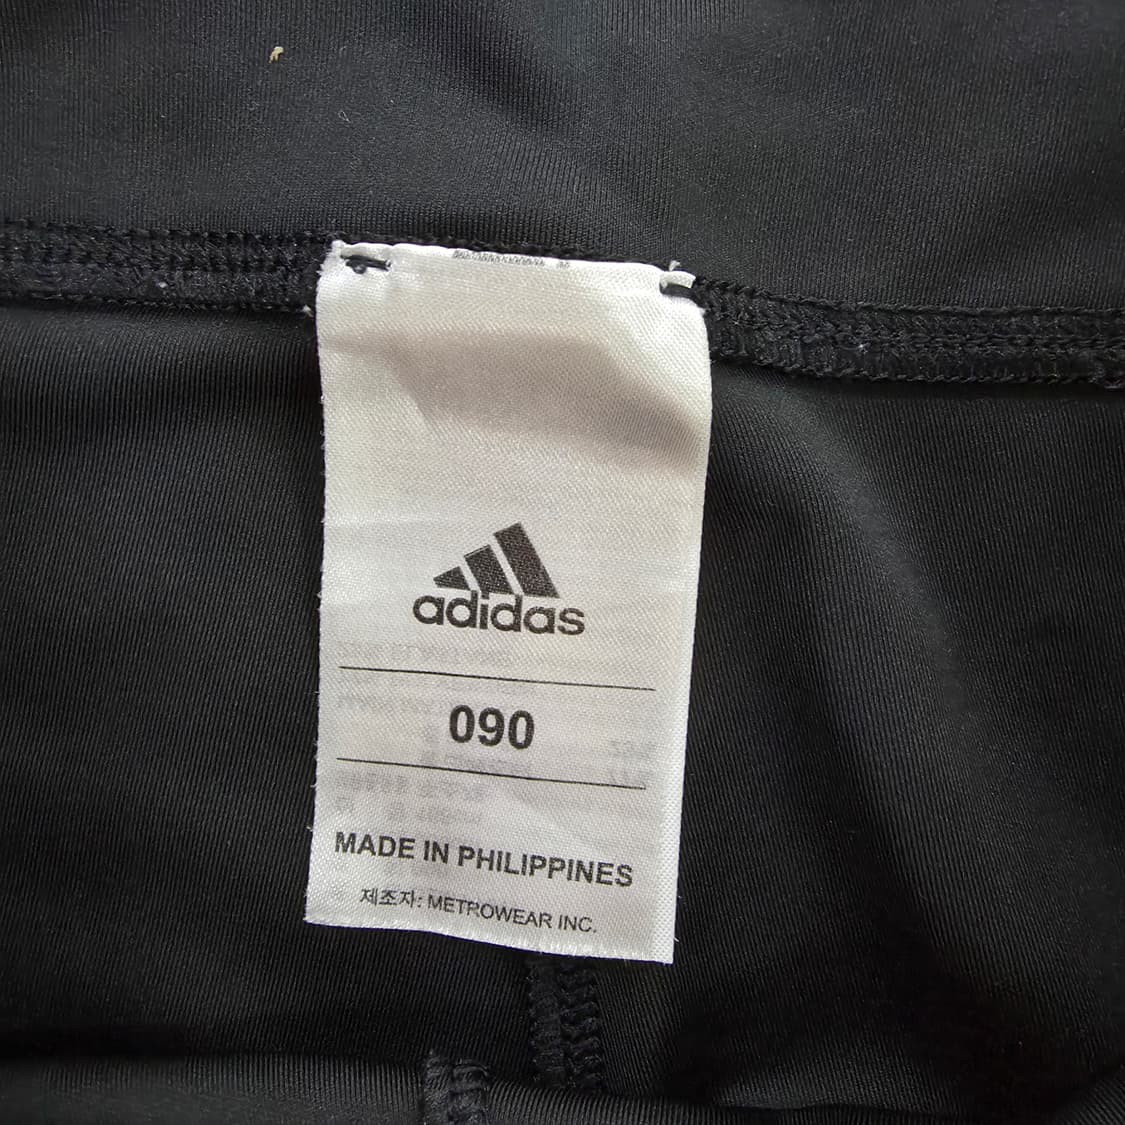 adidas
090
MADE IN PHILIPPINES
제조자: METROWEAR INC.